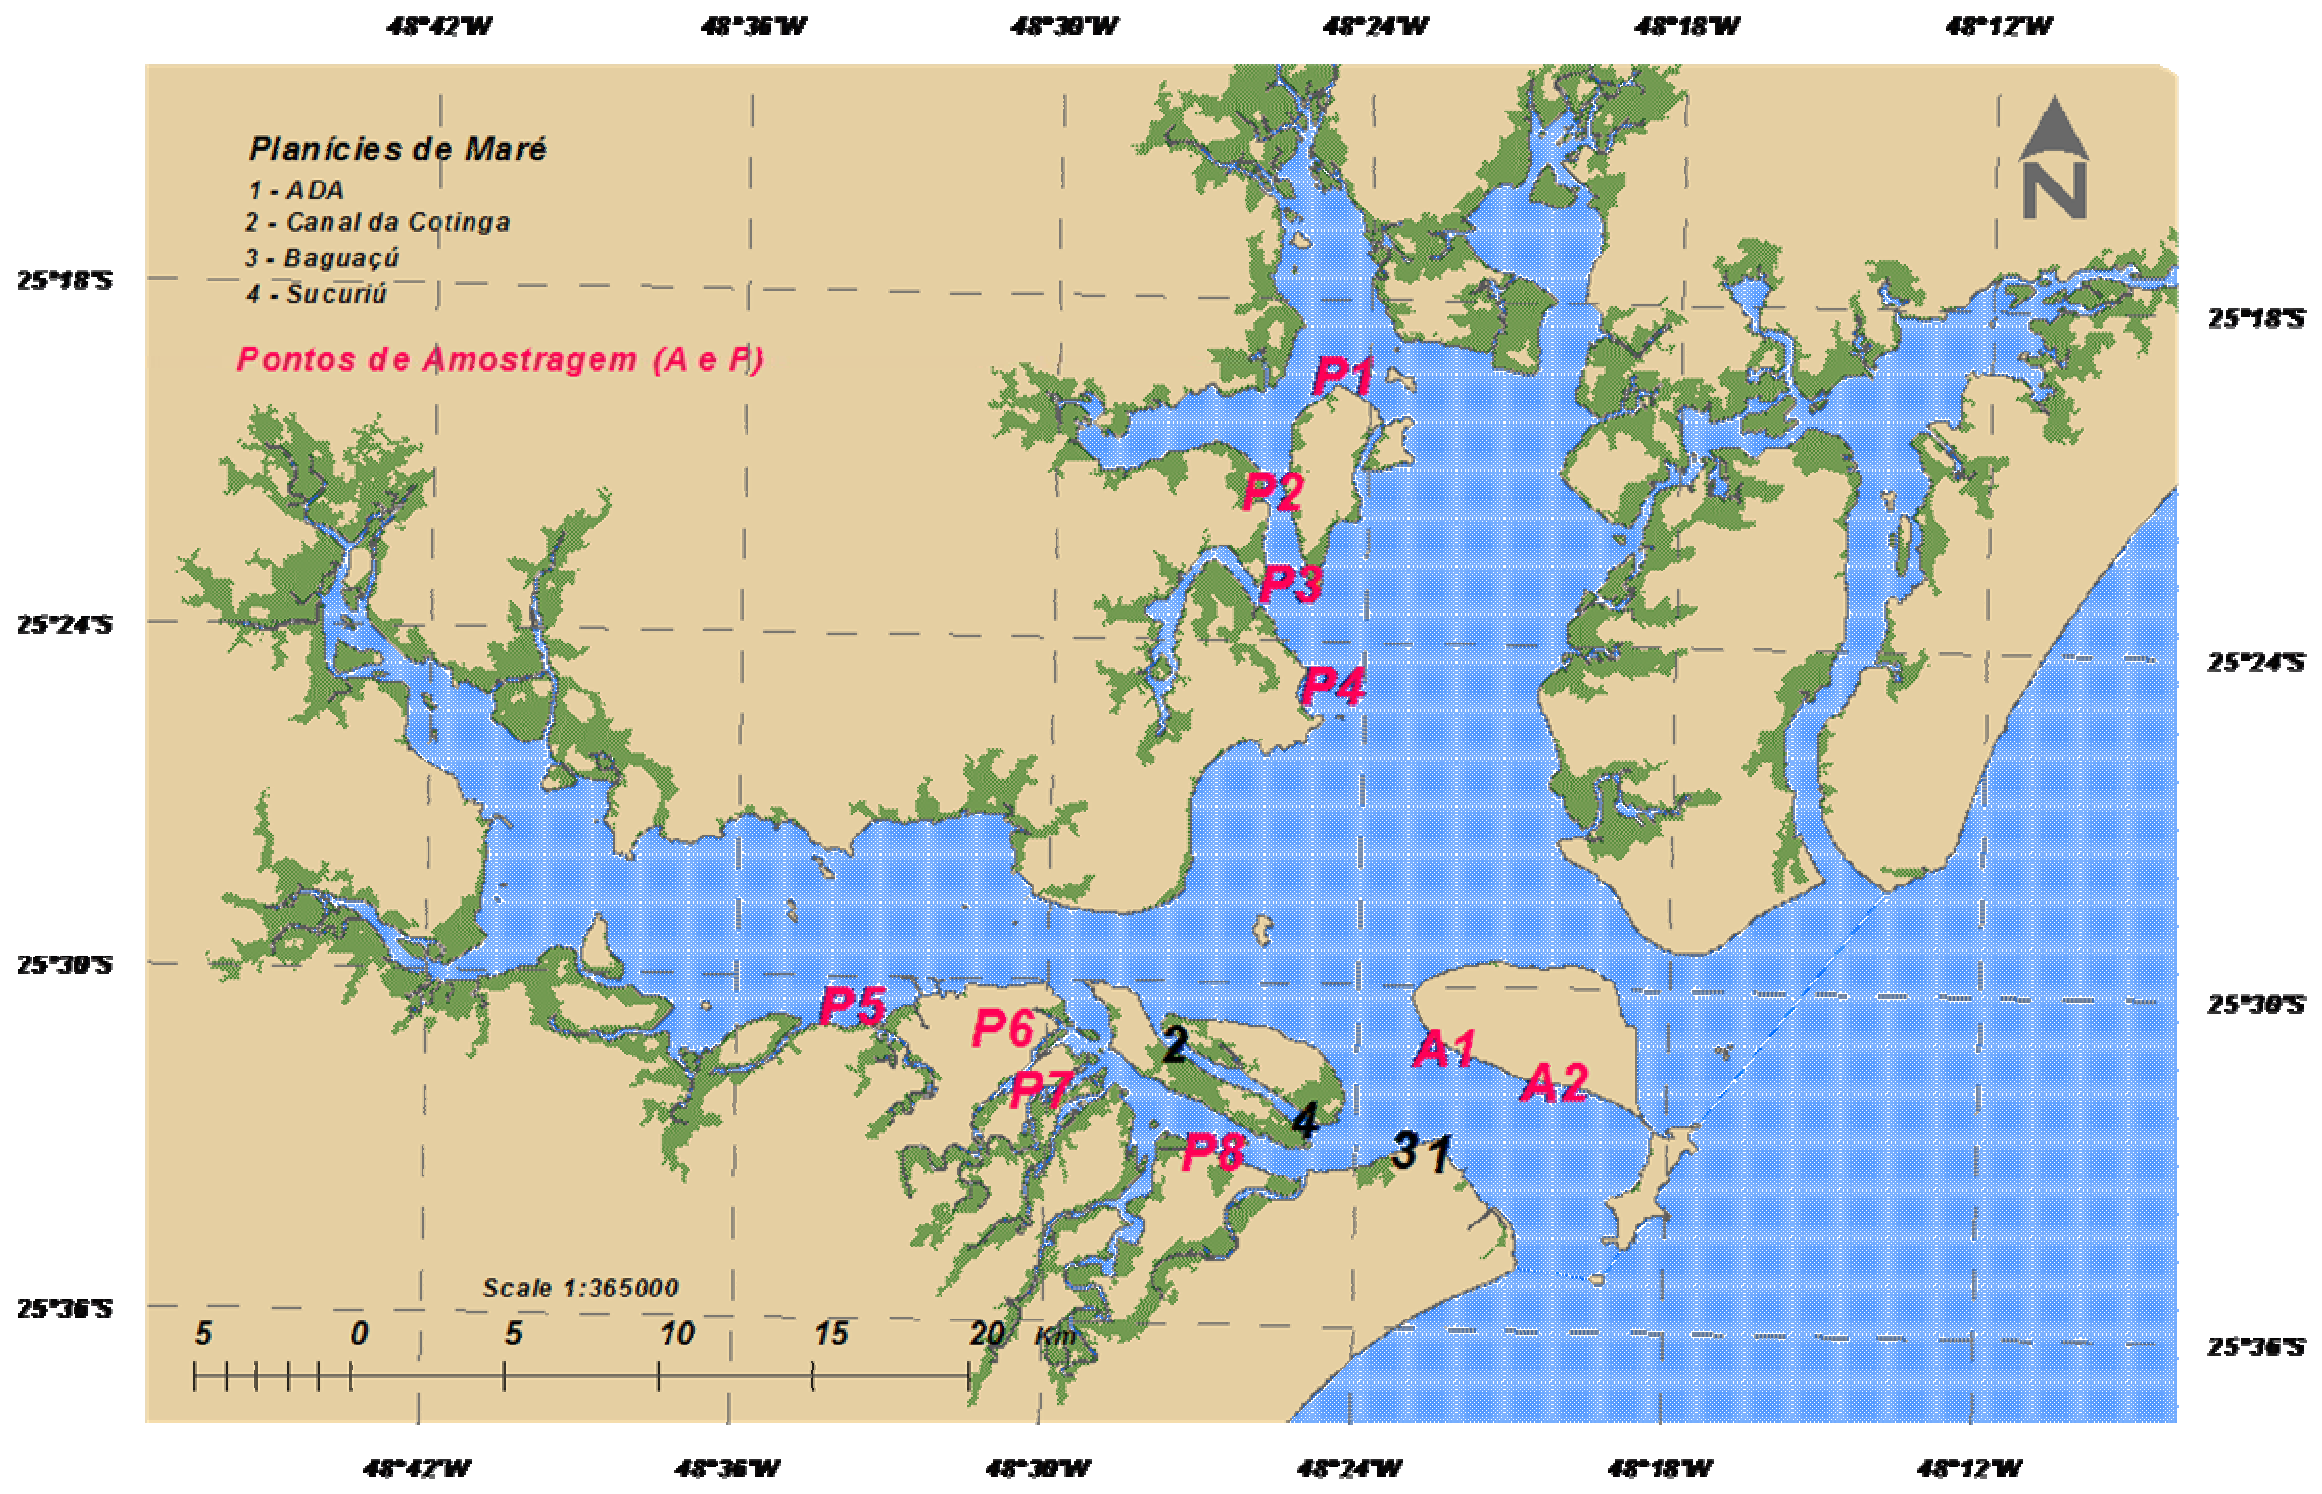 48°42'W 48°36'W 48°30'W 48°24'W 48°18'W 48°12'W
Planícies de Maré
1 - ADA
2 - Canal da Cotinga
3 - Baguaçú
4 - Sucuriú
N
25°18'S 25°18'S
Pontos de Amostragem (A e P)
P1
P2
P3
25°24'S 25°24'S
P4
25°30'S 25°30'S
P5
P6
2
A1
P7
A2
4
P8
3 1
Scale 1:365000
25°36'S 25°36'S
5 0 5 10 15 20 Km
48°42'W 48°36'W 48°30'W 48°24'W 48°18'W 48°12'W